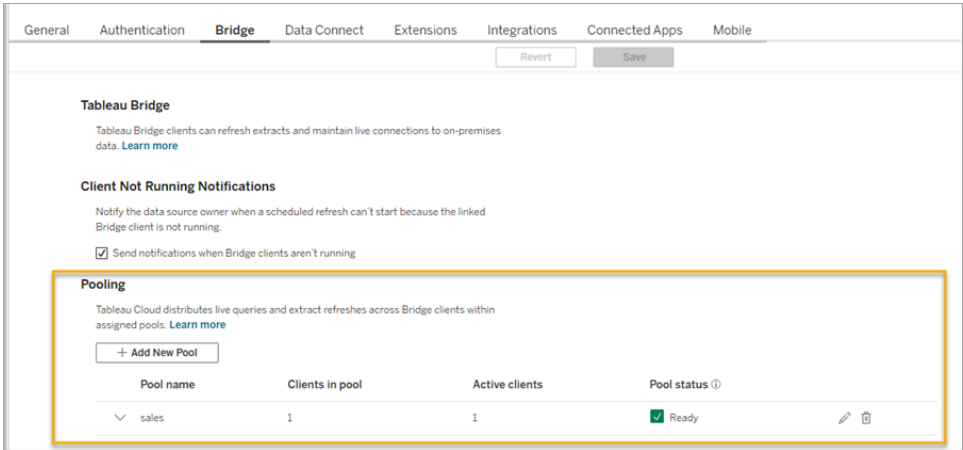 General Authentication Bridge Data Connect Extensions Integrations Connected Apps Mobile
Revert Save
Tableau Bridge
Tableau Bridge clients can refresh extracts and maintain live connections to on-premises
data. Learn more
Client Not Running Notifications
Notify the data source owner when a scheduled refresh can't start because the linked
Bridge client is not running.
Send notifications when Bridge clients aren't running
Pooling
Tableau Cloud distributes live queries and extract refreshes across Bridge clients within
assigned pools. Learn more
+ Add New Pool
Pool name Clients in pool Active clients Pool status
sales 1 1 Ready